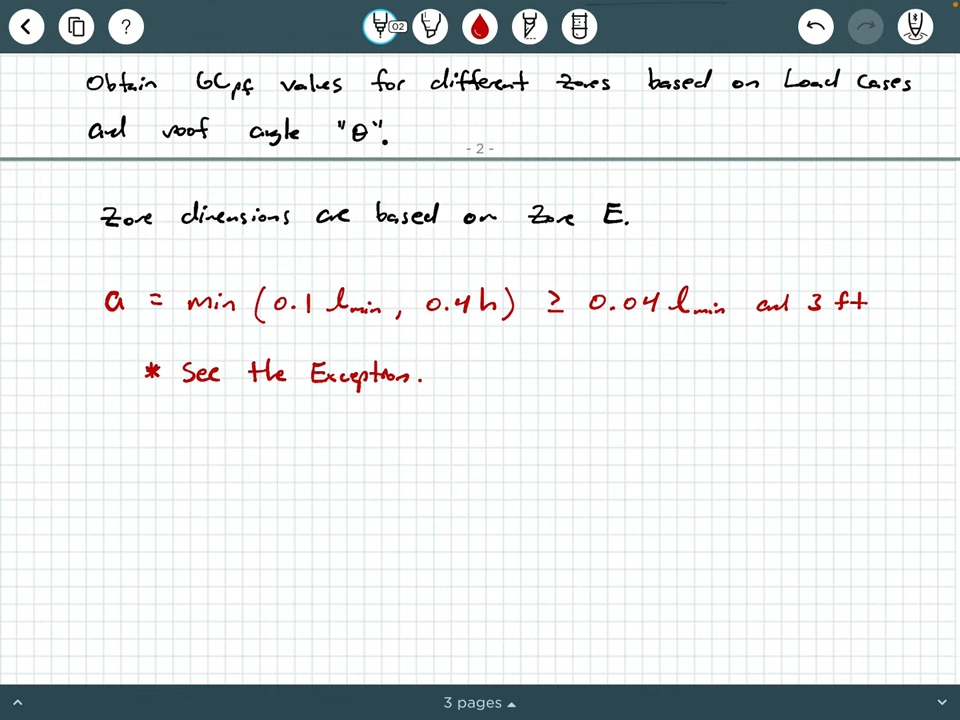 ?
02
Obtain GCpf values for different zones based on Load Cases
and roof angle "θ".
- 2 -
Zone dimensions are based on Zone E.
a = min (0.1 lmin, 0.4h) ≥ 0.04 lmin and 3 ft
* See the Exception.
3 pages